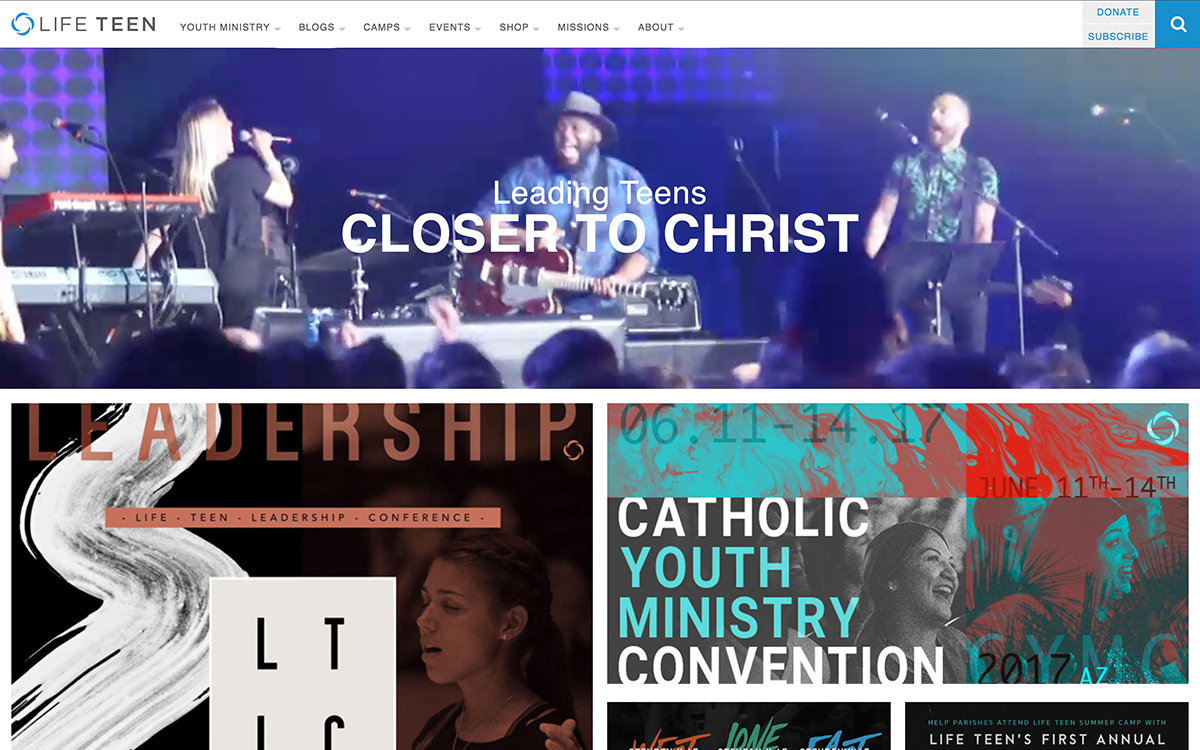 LIFE TEEN
YOUTH MINISTRY
BLOGS
CAMPS
EVENTS
SHOP
MISSIONS
ABOUT
DONATE
SUBSCRIBE
Leading Teens
CLOSER TO CHRIST
LEADERSHIP
- LIFE - TEEN - LEADERSHIP - CONFERENCE -
L T
06.11-14.17
JUNE 11TH-14TH
CATHOLIC
YOUTH
MINISTRY
CONVENTION
CYMC
2017 AZ
HELP PARISHES ATTEND LIFE TEEN SUMMER CAMP WITH
LIFE TEEN'S FIRST ANNUAL